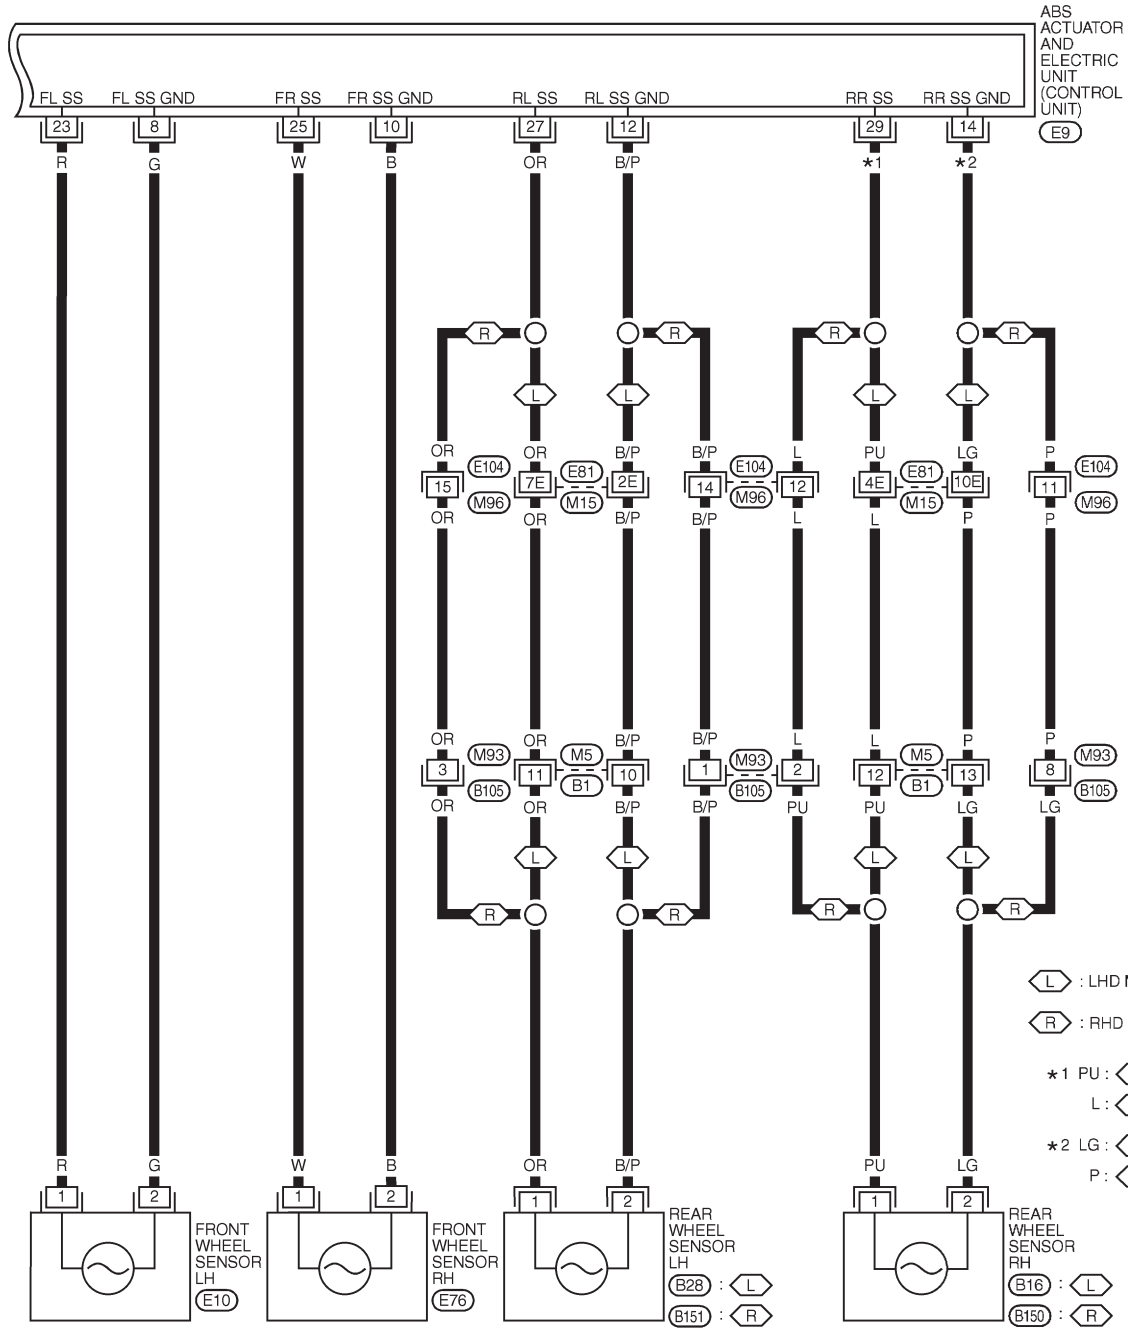 ABS
ACTUATOR
AND
ELECTRIC
UNIT
(CONTROL
UNIT)
E9
FL SS FL SS GND FR SS FR SS GND RL SS RL SS GND RR SS RR SS GND
23 8 25 10 27 12 29 14
R G W B OR B/P *1 *2
R R R R
L L L L
OR OR B/P B/P L PU LG P
E104 E81 E104 E81 E104
15 7E 2E 14 12 4E 10E 11
M96 M15 M96 M15 M96
OR OR B/P B/P L L P P
OR OR B/P B/P L L P P
M93 M5 M93 M5 M93
3 11 10 1 2 12 13 8
B105 B1 B105 B1 B105
OR OR B/P B/P PU PU LG LG
L L L L
R R R R
L : LHD
R : RHD
*1 PU :
L :
*2 LG :
P :
R G W B OR B/P PU LG
1 2 1 2 1 2 1 2
FRONT
WHEEL
SENSOR
LH
E10
FRONT
WHEEL
SENSOR
RH
E76
REAR
WHEEL
SENSOR
LH
B28 : L
B151 : R
REAR
WHEEL
SENSOR
RH
B16 : L
B150 : R